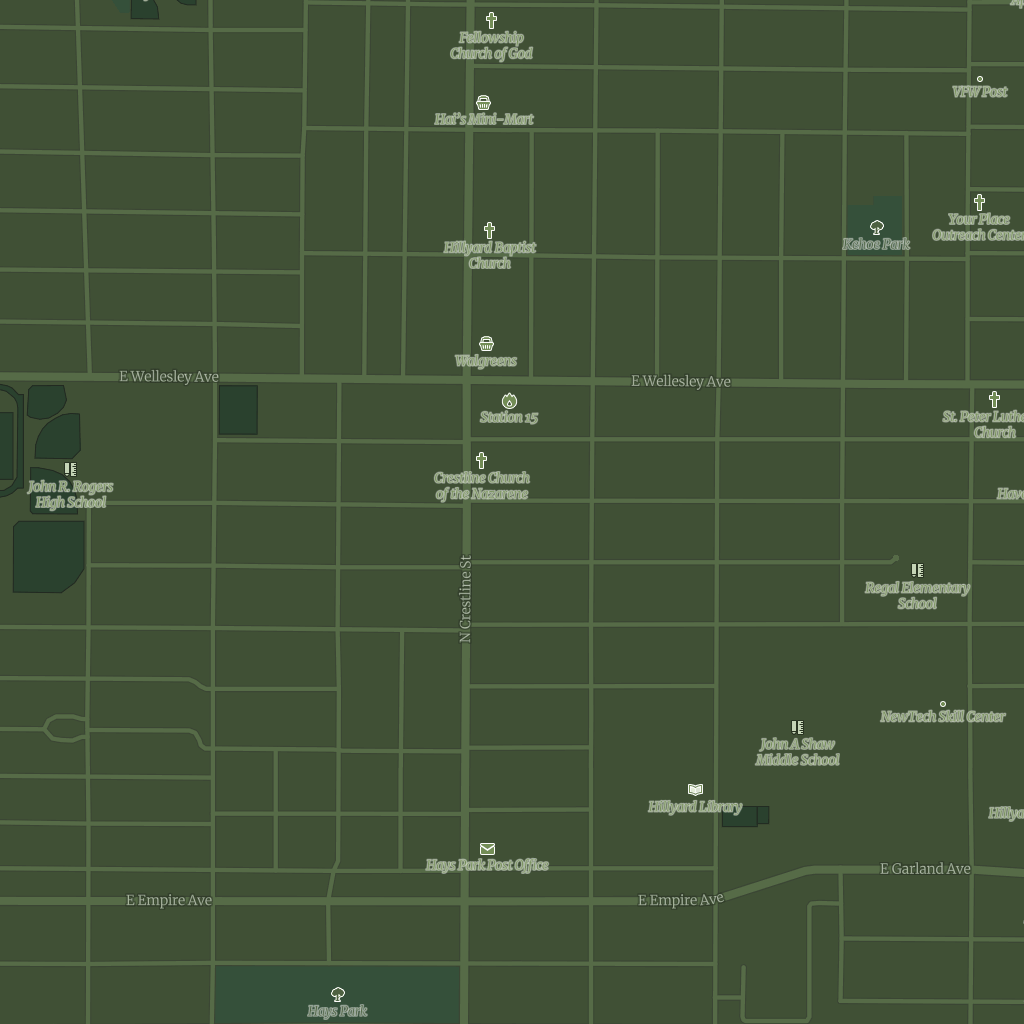 Fellowship
Church of God
VFW Post
Hal's Mini-Mart
Your Place
Outreach Center
Kehoe Park
Hillyard Baptist
Church
Walgreens
E Wellesley Ave
E Wellesley Ave
Station 15
St. Peter Luthe
Church
Crestline Church
of the Nazarene
John R. Rogers
High School
Have
N Crestline St
Regal Elementary
School
NewTech Skill Center
John A Shaw
Middle School
Hillyard Library
Hillya
Hays Park Post Office
E Garland Ave
E Empire Ave
E Empire Ave
Hays Park